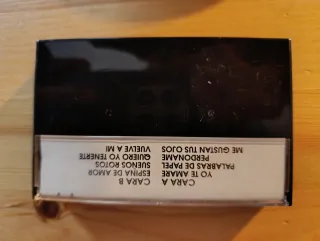 CARA A
YO TE AMARE
PALABRAS DE PAPEL
PERDONAME
ME GUSTAN TUS OJOS
CARA B
ESPINA DE AMOR
SUEÑOS ROTOS
QUIERO YO TENERTE
VUELVE A MI